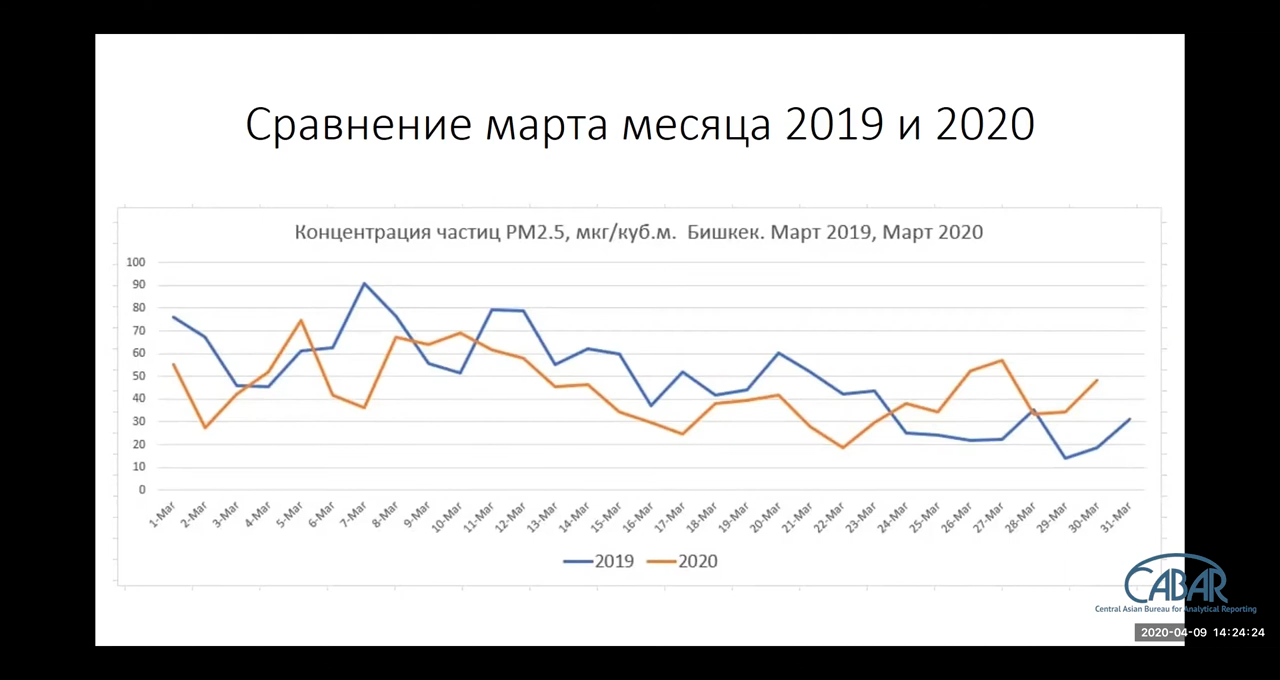 Сравнение марта месяца 2019 и 2020
Концентрация частиц PM2.5, мкг/куб.м. Бишкек. Март 2019, Март 2020
100
90
80
70
60
50
40
30
20
10
0
1-Mar 2-Mar 3-Mar 4-Mar 5-Mar 6-Mar 7-Mar 8-Mar 9-Mar 10-Mar 11-Mar 12-Mar 13-Mar 14-Mar 15-Mar 16-Mar 17-Mar 18-Mar 19-Mar 20-Mar 21-Mar 22-Mar 23-Mar 24-Mar 25-Mar 26-Mar 27-Mar 28-Mar 29-Mar 30-Mar 31-Mar
2019 2020
CABAR
Central Asian Bureau for Analytical Reporting
2020-04-09 14:24:24